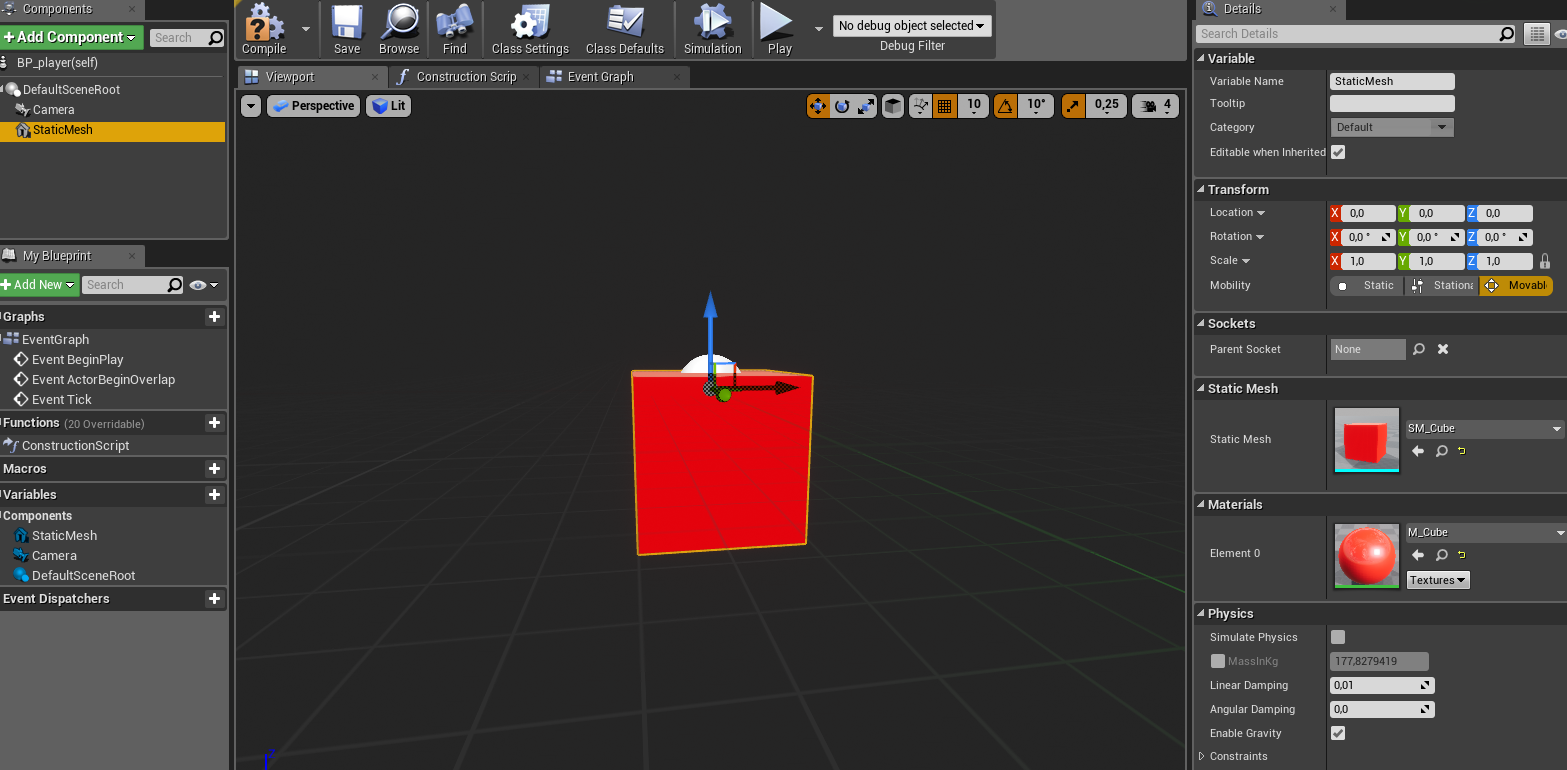 Components
Add Component
Search
BP_player(self)
DefaultSceneRoot
Camera
StaticMesh
My Blueprint
Add New
Search
Graphs
EventGraph
Event BeginPlay
Event ActorBeginOverlap
Event Tick
Functions (20 Overridable)
ConstructionScript
Macros
Variables
Components
StaticMesh
Camera
DefaultSceneRoot
Event Dispatchers
Compile
Save
Browse
Find
Class Settings
Class Defaults
Simulation
Play
No debug object selected
Debug Filter
Viewport
Construction Scrip
Event Graph
Perspective
Lit
10
10°
0,25
4
Details
Search Details
Variable
Variable Name StaticMesh
Tooltip
Category Default
Editable when Inherited
Transform
Location X 0,0 Y 0,0 Z 0,0
Rotation X 0,0 ° Y 0,0 ° Z 0,0 °
Scale X 1,0 Y 1,0 Z 1,0
Mobility Static Stationa Movabl
Sockets
Parent Socket None
Static Mesh
Static Mesh SM_Cube
Materials
Element 0 M_Cube
Textures
Physics
Simulate Physics
MassInKg 177,8279419
Linear Damping 0,01
Angular Damping 0,0
Enable Gravity
Constraints